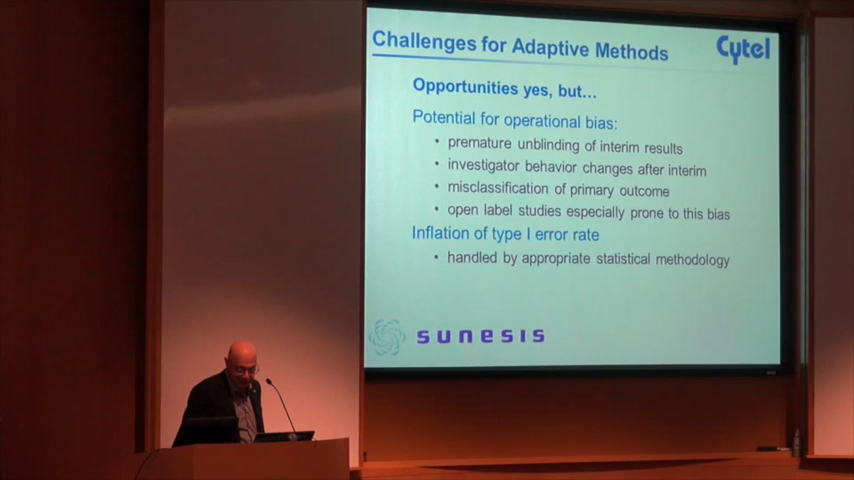 Challenges for Adaptive Methods
Cytel
Opportunities yes, but…
Potential for operational bias:
• premature unblinding of interim results
• investigator behavior changes after interim
• misclassification of primary outcome
• open label studies especially prone to this bias
Inflation of type I error rate
• handled by appropriate statistical methodology
sunesis